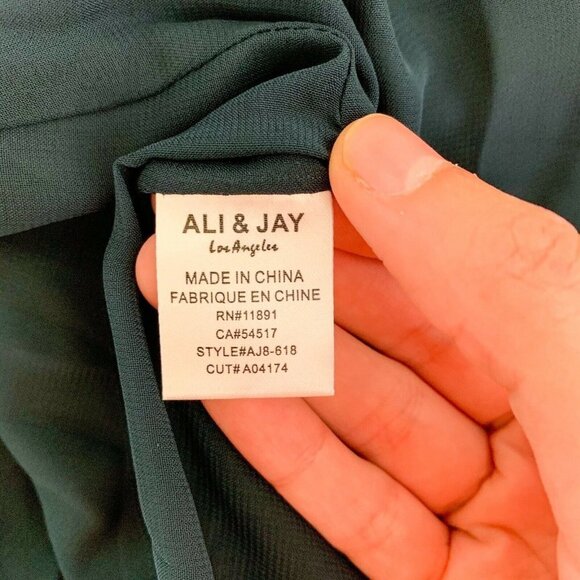 ALI & JAY
Los Angeles
MADE IN CHINA
FABRIQUE EN CHINE
RN#11891
CA#54517
STYLE#AJ8-618
CUT#A04174